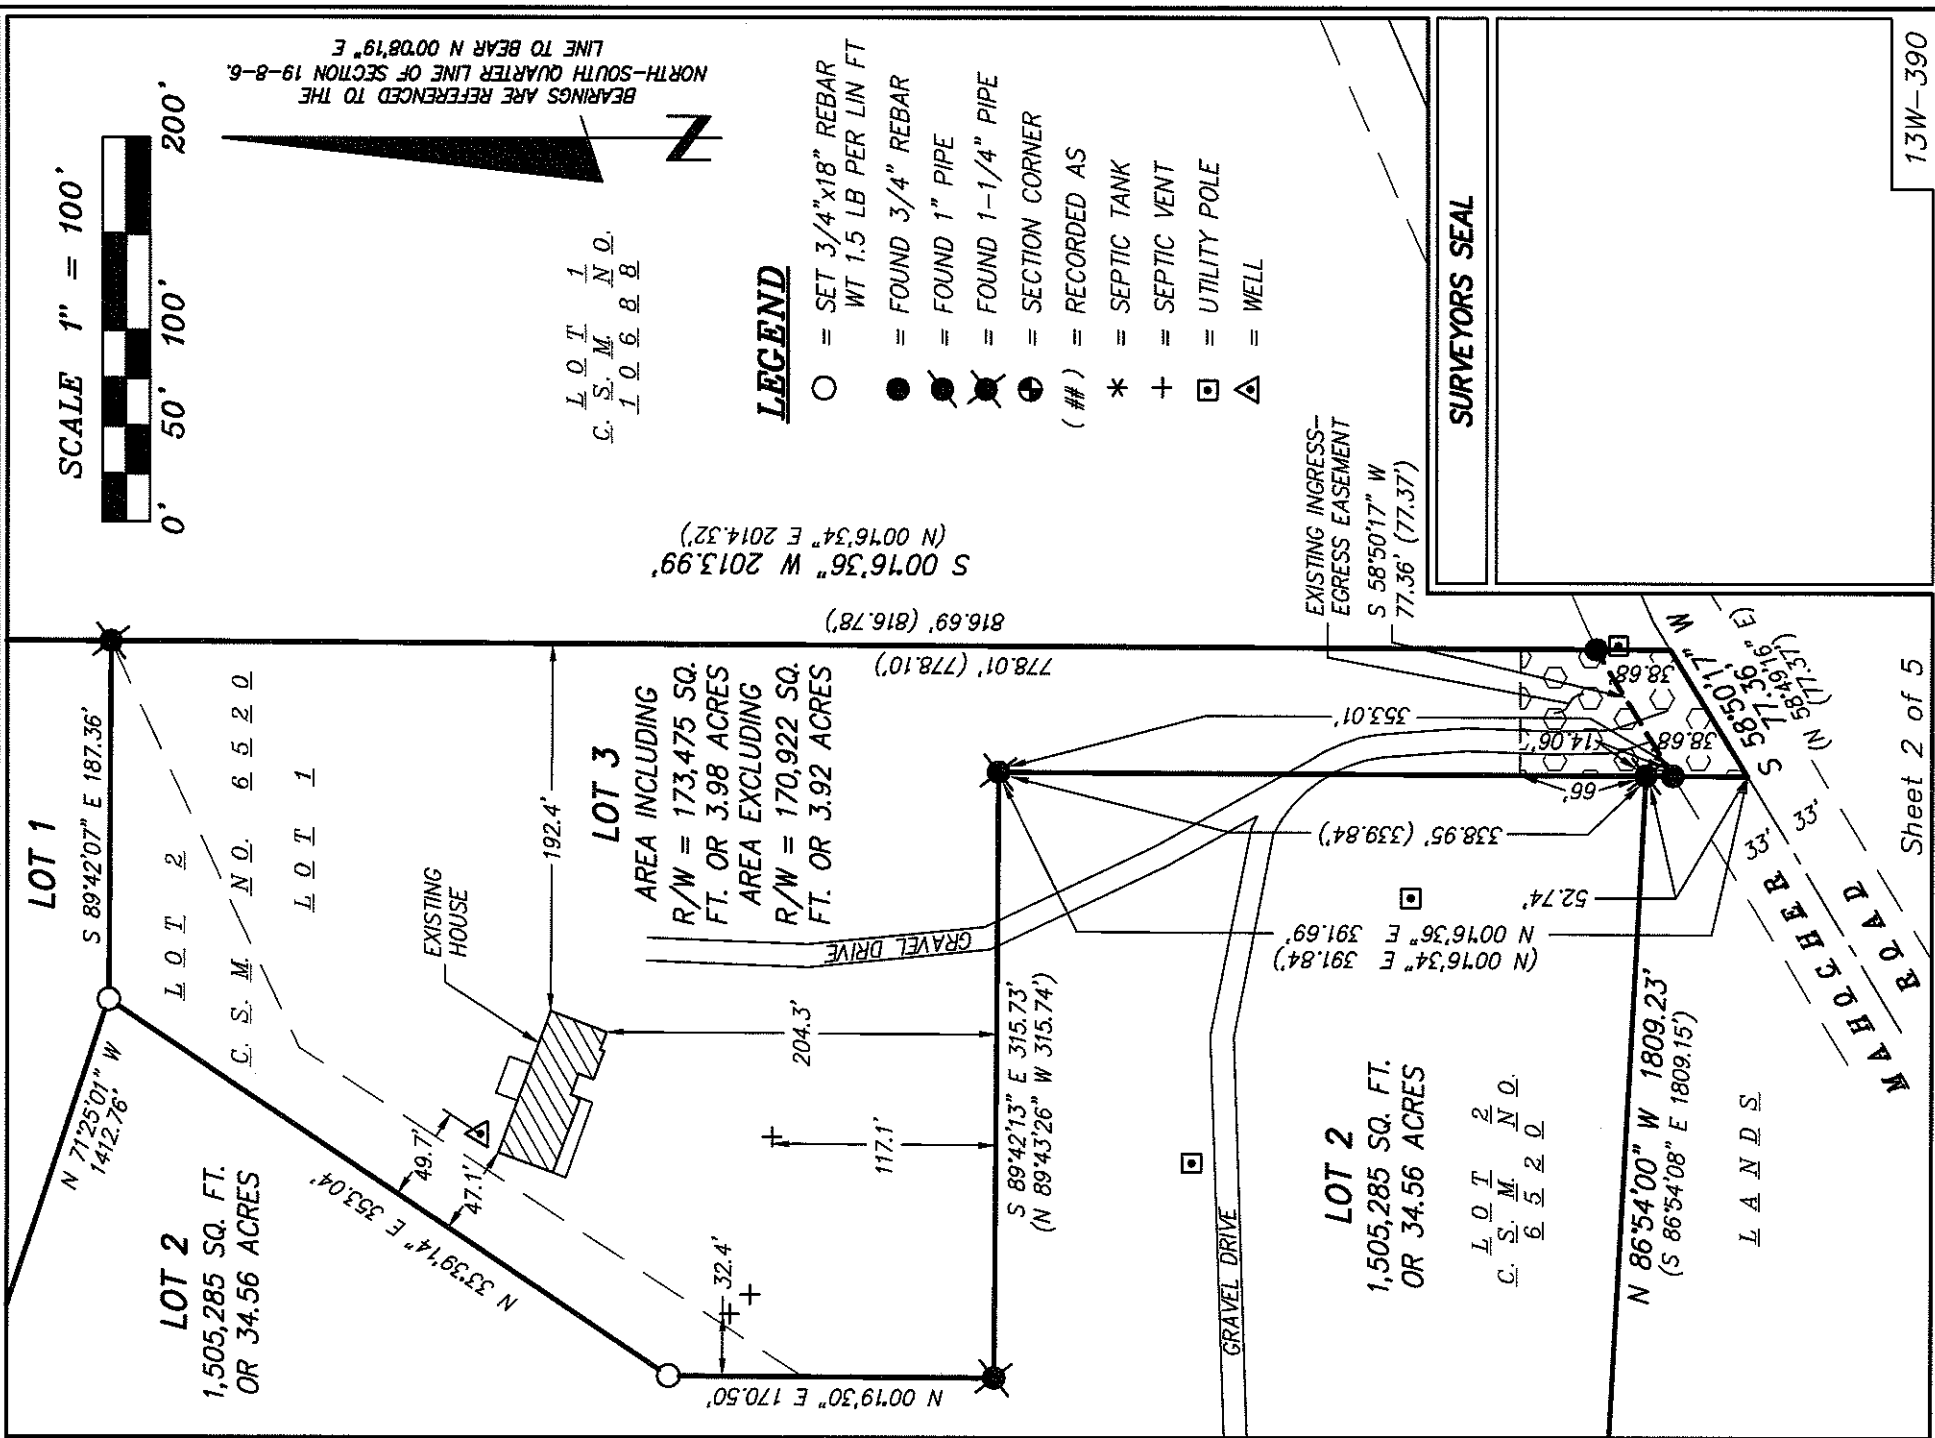 SCALE 1" = 100'
0' 50' 100' 200'
BEARINGS ARE REFERENCED TO THE
NORTH-SOUTH QUARTER LINE OF SECTION 19-8-6.
LINE TO BEAR N 00°08'19" E
N
LOT 1
C.S.M. NO.
10688
LEGEND
= SET 3/4"x18" REBAR
WT 1.5 LB PER LIN FT
= FOUND 3/4" REBAR
= FOUND 1" PIPE
= FOUND 1-1/4" PIPE
= SECTION CORNER
(##) = RECORDED AS
* = SEPTIC TANK
+ = SEPTIC VENT
= UTILITY POLE
= WELL
S 00°16'36" W 2013.99'
(N 00°16'34" E 2014.32')
816.69' (816.78')
778.01' (778.10')
EXISTING INGRESS-
EGRESS EASEMENT
S 58°50'17" W
77.36' (77.37')
SURVEYORS SEAL
13W-390
LOT 1
S 89°42'07" E 187.36'
LOT 2
C.S.M. NO. 6520
LOT 1
N 71°25'01" W
1412.76'
LOT 2
1,505,285 SQ. FT.
OR 34.56 ACRES
N 33°39'14" E 353.04'
EXISTING
HOUSE
192.4'
49.7'
47.1'
204.3'
117.1'
32.4'
N 00°19'30" E 170.50'
LOT 3
AREA INCLUDING
R/W = 173,475 SQ.
FT. OR 3.98 ACRES
AREA EXCLUDING
R/W = 170,922 SQ.
FT. OR 3.92 ACRES
GRAVEL DRIVE
S 89°42'13" E 315.73'
(N 89°43'26" W 315.74')
353.01'
338.95' (339.84')
(14.06')
38.68'
38.68'
66'
52.74'
N 00°16'36" E 391.69'
(N 00°16'34" E 391.84')
GRAVEL DRIVE
LOT 2
1,505,285 SQ. FT.
OR 34.56 ACRES
LOT 2
C.S.M. NO.
6520
N 86°54'00" W 1809.23'
(S 86°54'08" E 1809.15')
LANDS
S 58°50'17" W
77.36'
(N 58°49'16" E)
(77.37')
33' 33'
MAHOCHER
ROAD
Sheet 2 of 5